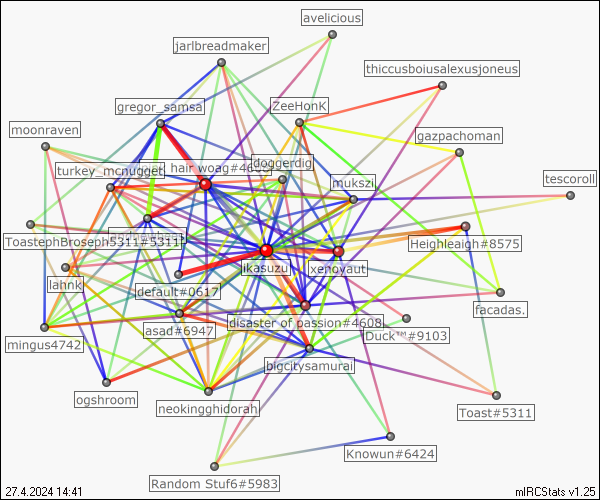 avelicious
jarlbreadmaker
thiccusboiusalexusjoneus
gregor_samsa
ZeeHonK
moonraven
gazpachoman
hair woag#4608
doggerdig
turkey_mcnugget
mukszi
tescoroll
ToastephBroseph5311#5311
Heighleaigh#8575
likasuzu
xenoyaut
lahnk
default#0617
facadas.
disaster of passion#4608
asad#6947
Duck™#9103
mingus4742
bigcitysamurai
ogshroom
neokingghidorah
Toast#5311
Knowun#6424
Random Stuf6#5983
27.4.2024 14:41
mIRCStats v1.25